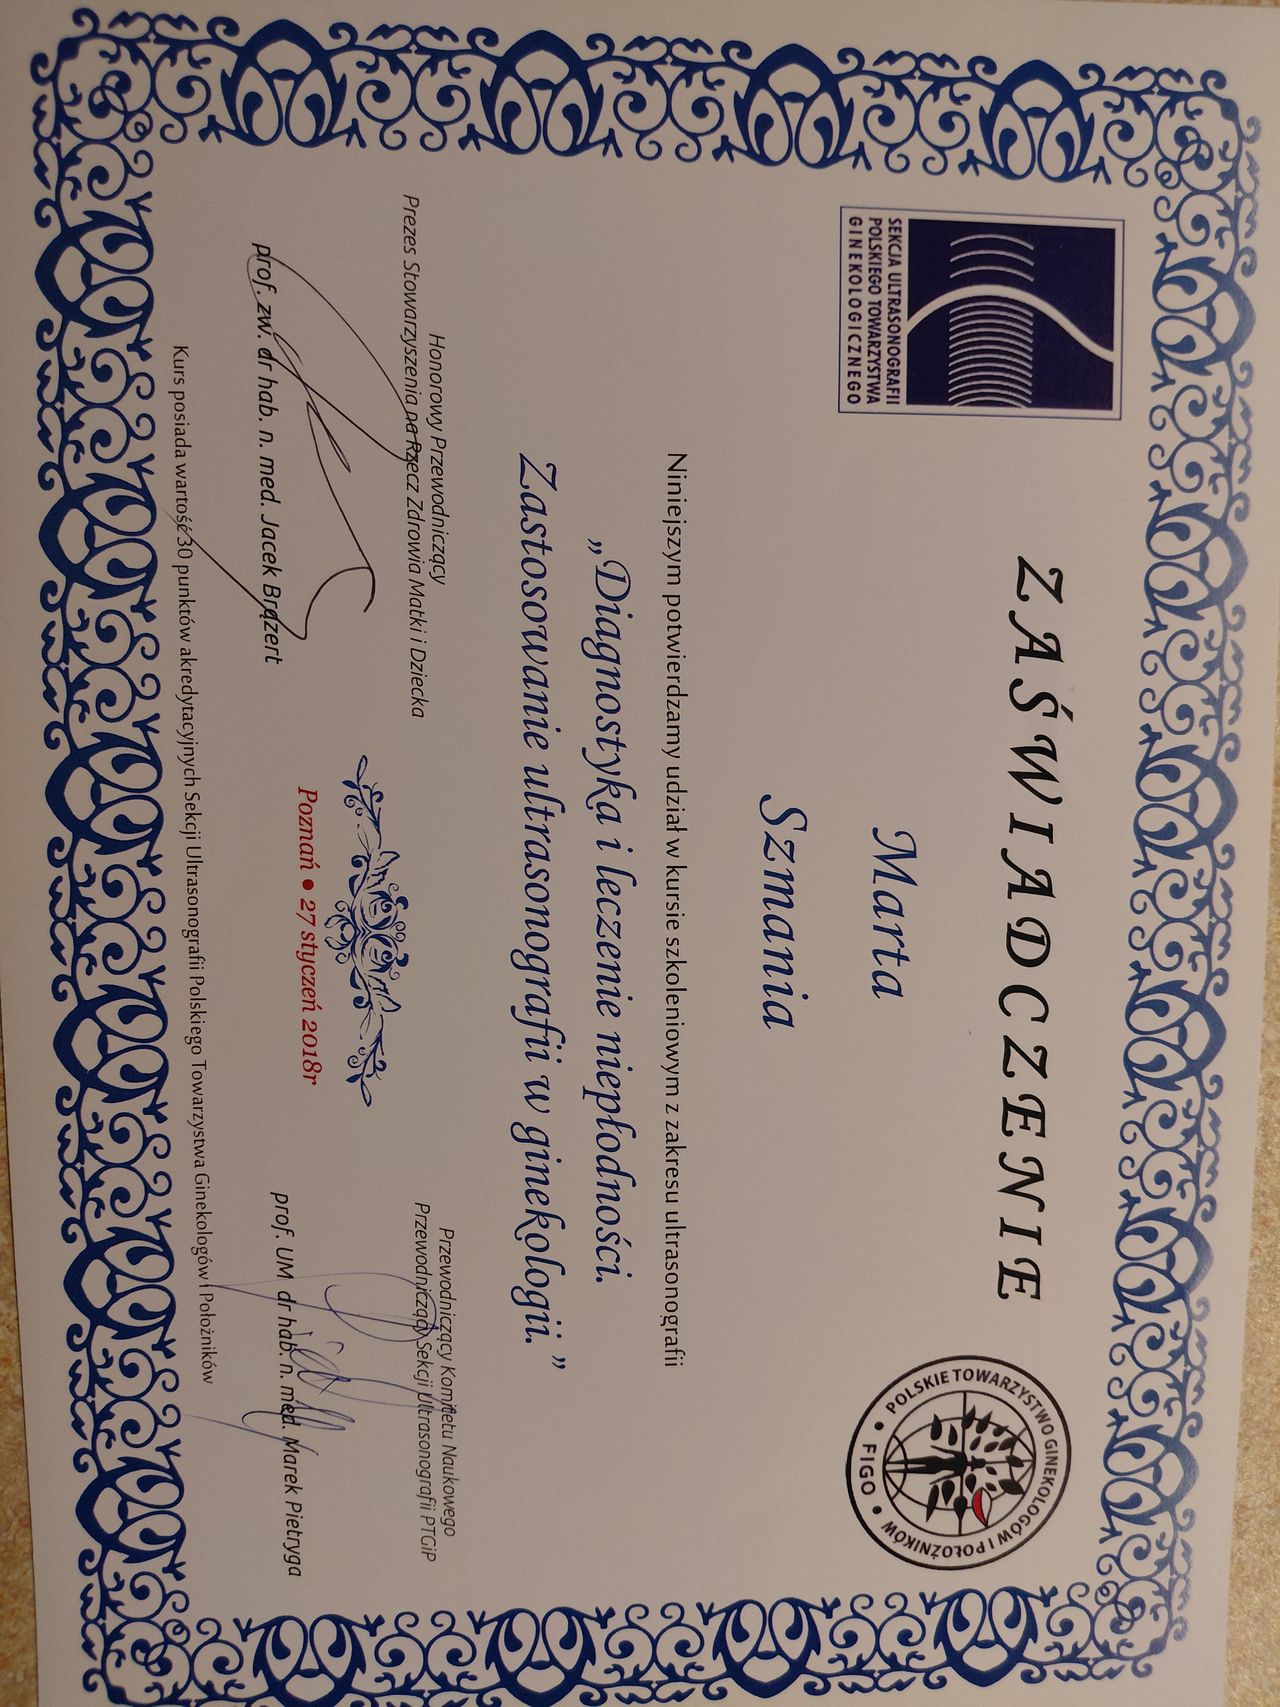 SEKCJA ULTRASONOGRAFII
POLSKIEGO TOWARZYSTWA
GINEKOLOGICZNEGO
ZAŚWIADCZENIE
POLSKIE TOWARZYSTWO GINEKOLOGÓW I POŁOŻNIKÓW
• FIGO •
Marta
Szmania
Niniejszym potwierdzamy udział w kursie szkoleniowym z zakresu ultrasonografii
„Diagnostyka i leczenie niepłodności.
Zastosowanie ultrasonografii w ginekologii.”
Honorowy Przewodniczący
Prezes Stowarzyszenia na Rzecz Zdrowia Matki i Dziecka
prof. zw. dr hab. n. med. Jacek Brązert
Poznań • 27 styczeń 2018r
Przewodniczący Komitetu Naukowego
Przewodniczący Sekcji Ultrasonografii PTGiP
prof. UM dr hab. n. med. Marek Pietryga
Kurs posiada wartość 30 punktów akredytacyjnych Sekcji Ultrasonografii Polskiego Towarzystwa Ginekologów i Położników